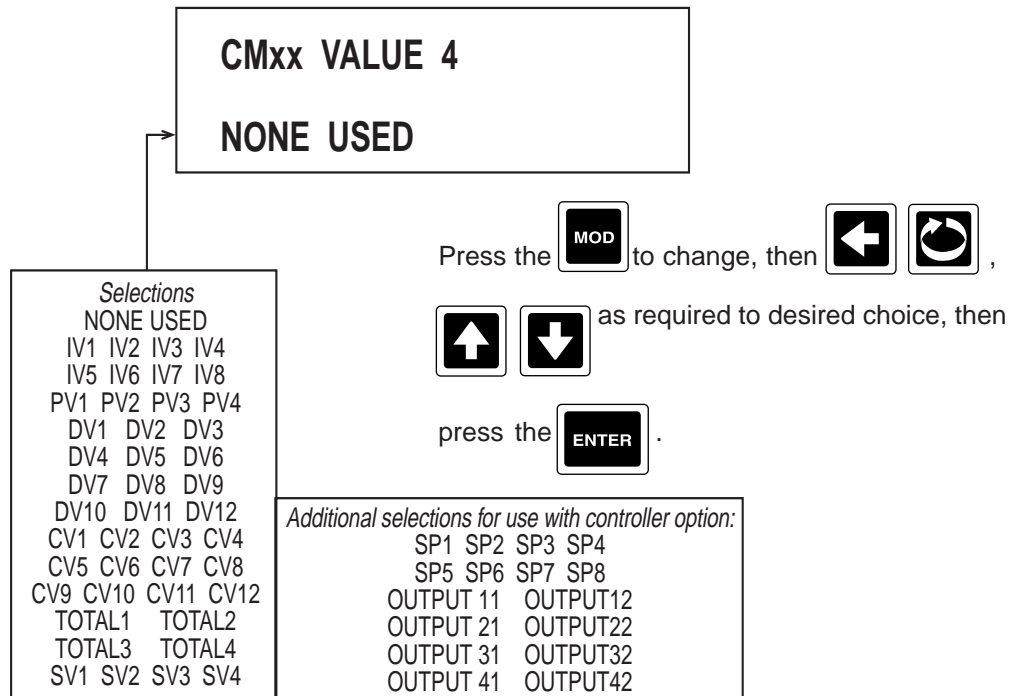 CMxx VALUE 4
NONE USED
Press the MOD to change, then ,
as required to desired choice, then
press the ENTER .
Selections
NONE USED
IV1 IV2 IV3 IV4
IV5 IV6 IV7 IV8
PV1 PV2 PV3 PV4
DV1 DV2 DV3
DV4 DV5 DV6
DV7 DV8 DV9
DV10 DV11 DV12
CV1 CV2 CV3 CV4
CV5 CV6 CV7 CV8
CV9 CV10 CV11 CV12
TOTAL1 TOTAL2
TOTAL3 TOTAL4
SV1 SV2 SV3 SV4
Additional selections for use with controller option:
SP1 SP2 SP3 SP4
SP5 SP6 SP7 SP8
OUTPUT 11 OUTPUT12
OUTPUT 21 OUTPUT22
OUTPUT 31 OUTPUT32
OUTPUT 41 OUTPUT42